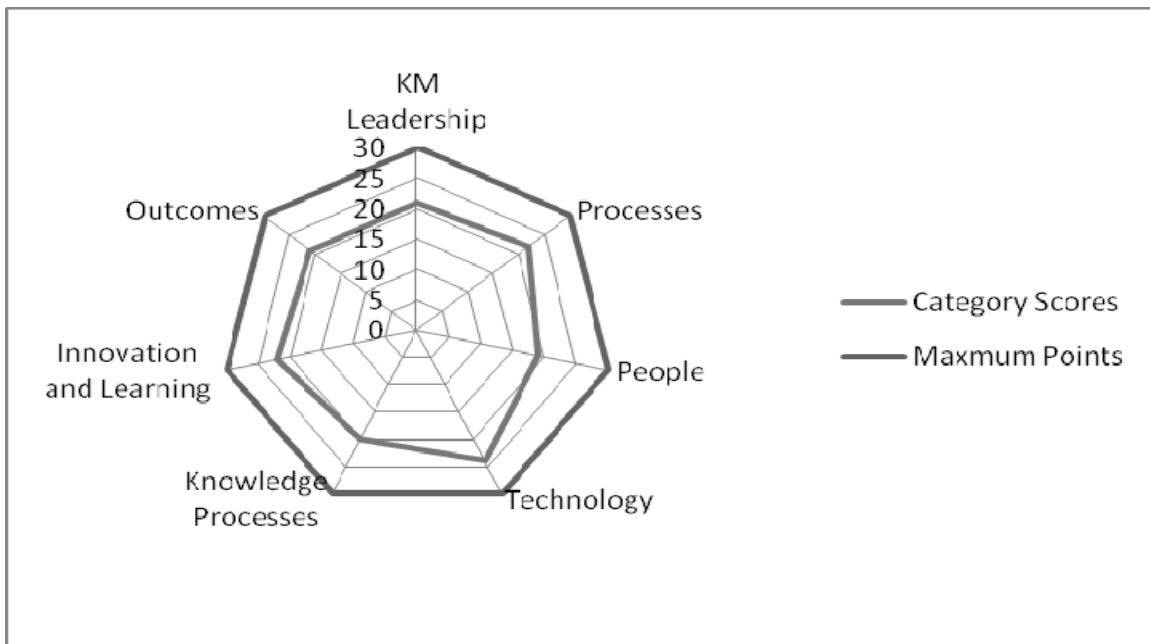 KM
Leadership
30
25
20
15
10
5
0
Processes
People
Technology
Knowledge
Processes
Innovation
and Learning
Outcomes
Category Scores
Maxmum Points